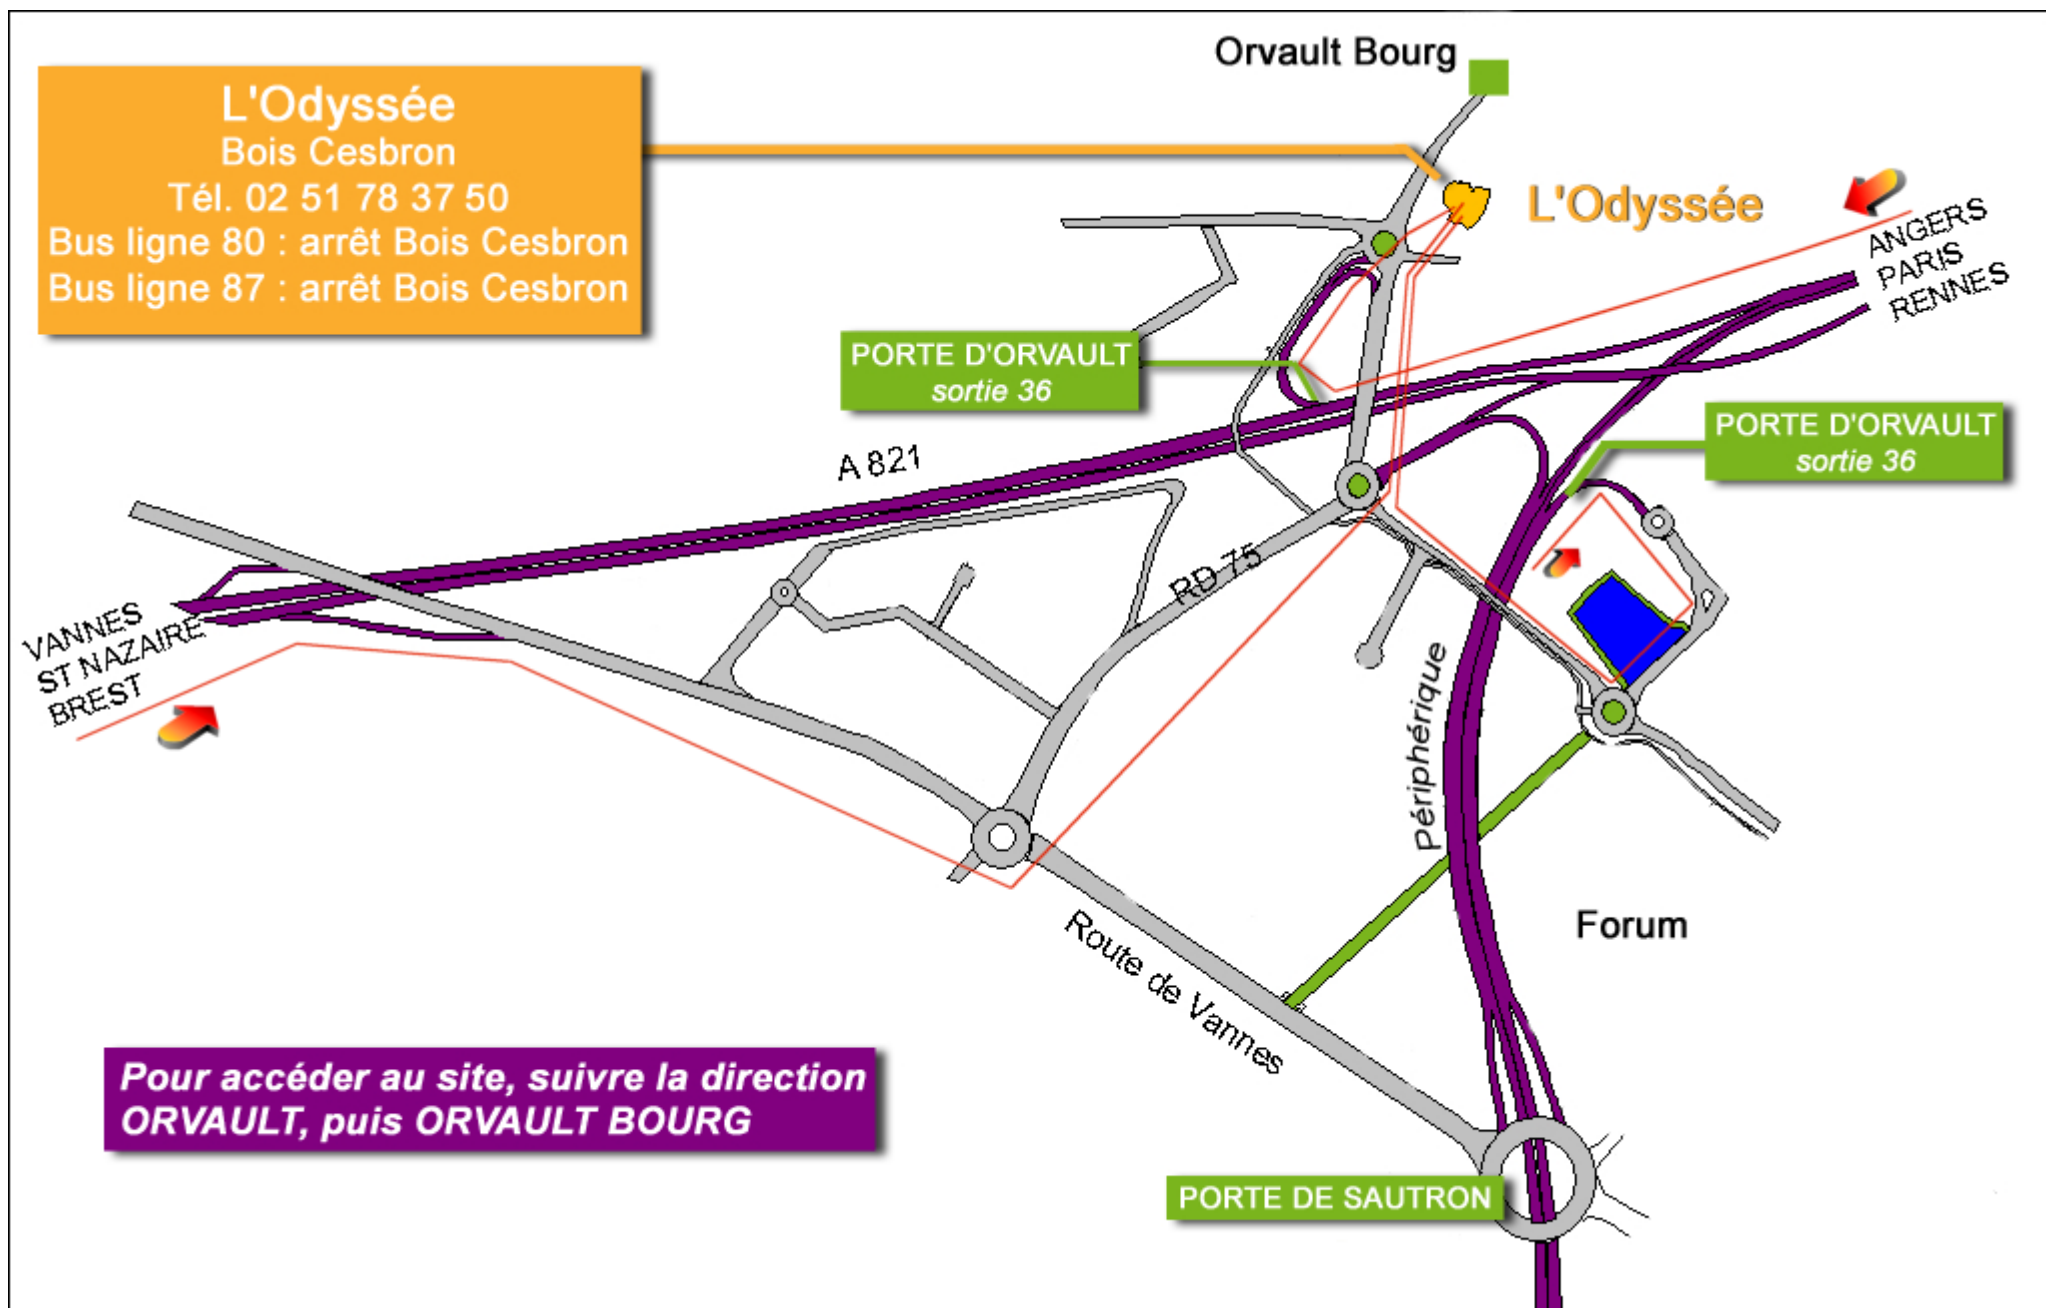 Orvault Bourg
L'Odyssée
Bois Cesbron
Tél. 02 51 78 37 50
Bus ligne 80 : arrêt Bois Cesbron
Bus ligne 87 : arrêt Bois Cesbron
L'Odyssée
ANGERS
PARIS
RENNES
PORTE D'ORVAULT
sortie 36
PORTE D'ORVAULT
sortie 36
A 821
RD 75
VANNES
ST NAZAIRE
BREST
Périphérique
Forum
Route de Vannes
Pour accéder au site, suivre la direction
ORVAULT, puis ORVAULT BOURG
PORTE DE SAUTRON